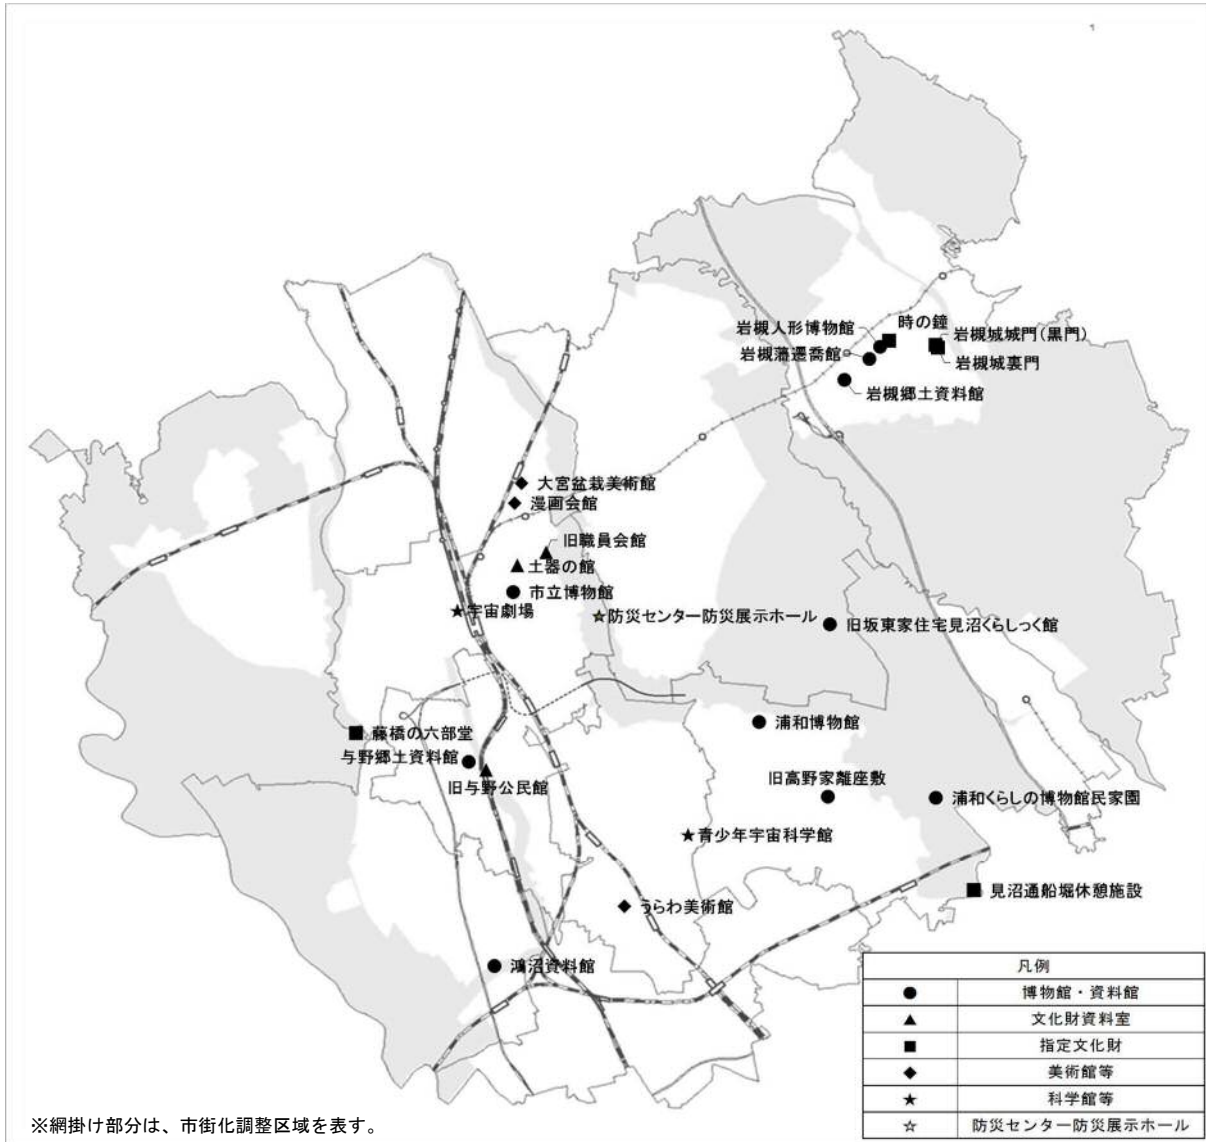 岩槻人形博物館
時の鐘
岩槻城城門(黒門)
岩槻藩遷喬館
岩槻城裏門
岩槻郷土資料館
大宮盆栽美術館
漫画会館
旧職員会館
土器の館
市立博物館
宇宙劇場
防災センター防災展示ホール
旧坂東家住宅見沼くらしっく館
浦和博物館
藤橋の六部堂
与野郷土資料館
旧与野公民館
旧高野家離座敷
浦和くらしの博物館民家園
青少年宇宙科学館
見沼通船堀休憩施設
うらわ美術館
鴻沼資料館
凡例
博物館・資料館
文化財資料室
指定文化財
美術館等
科学館等
防災センター防災展示ホール
※網掛け部分は、市街化調整区域を表す。